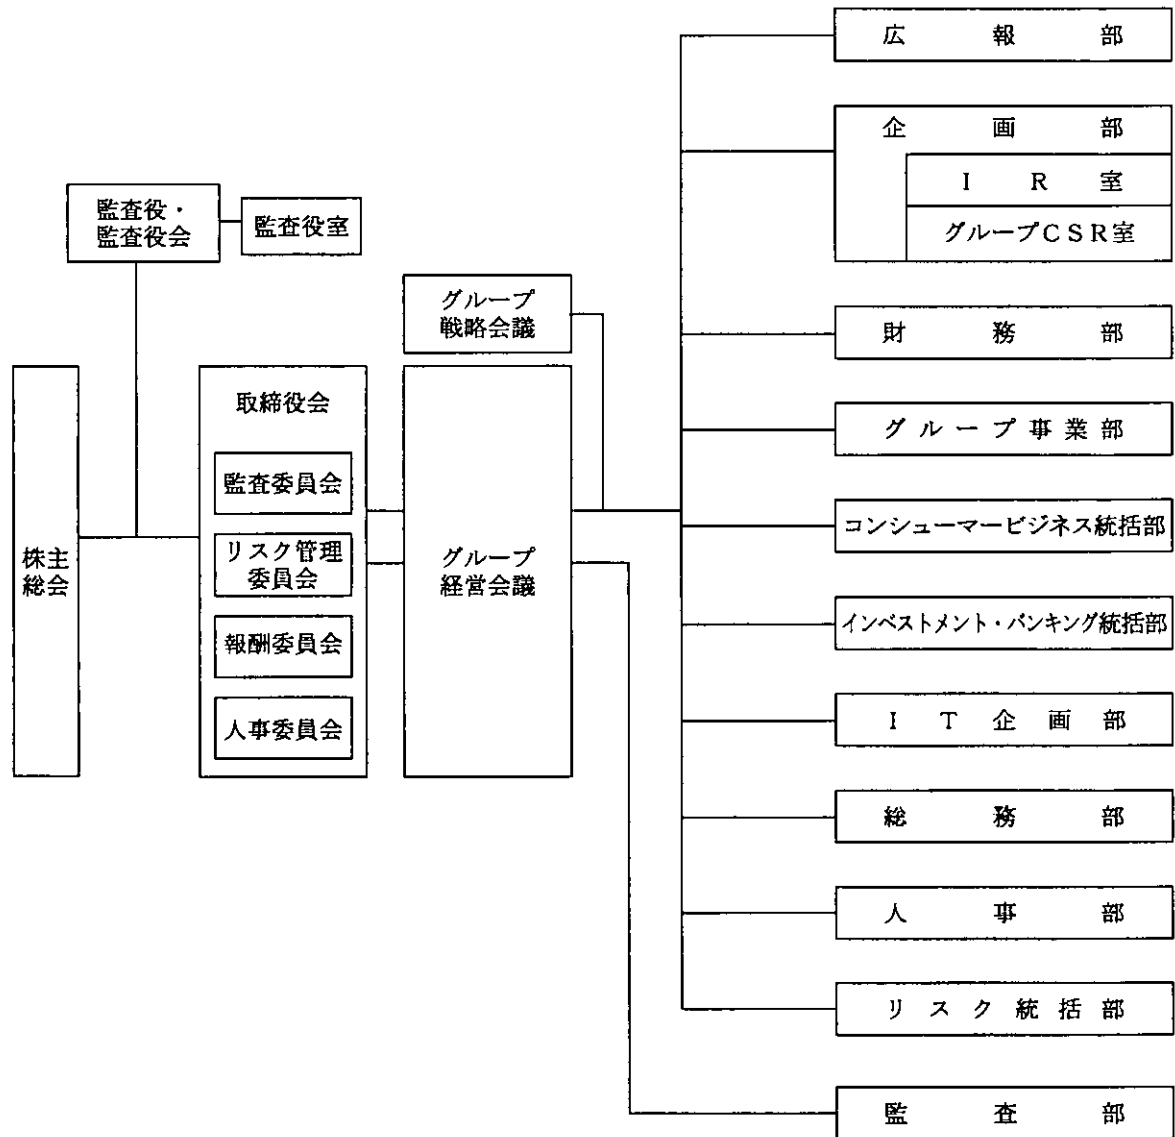 監査役・
監査役会
監査役室
株主
総会
取締役会
監査委員会
リスク管理
委員会
報酬委員会
人事委員会
グループ
戦略会議
グループ
経営会議
広報部
企画部
IR室
グループCSR室
財務部
グループ事業部
コンシューマービジネス統括部
インベストメント・バンキング統括部
IT企画部
総務部
人事部
リスク統括部
監査部